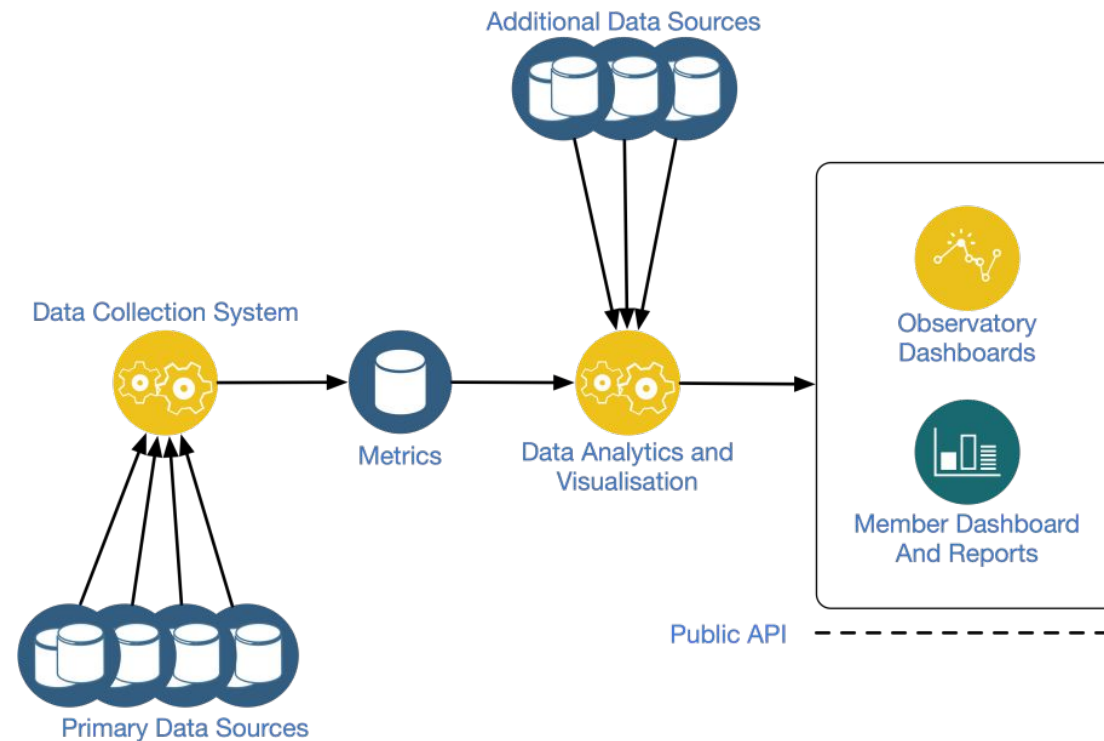 Additional Data Sources
Data Collection System
Metrics
Data Analytics and
Visualisation
Primary Data Sources
Observatory
Dashboards
Member Dashboard
And Reports
Public API